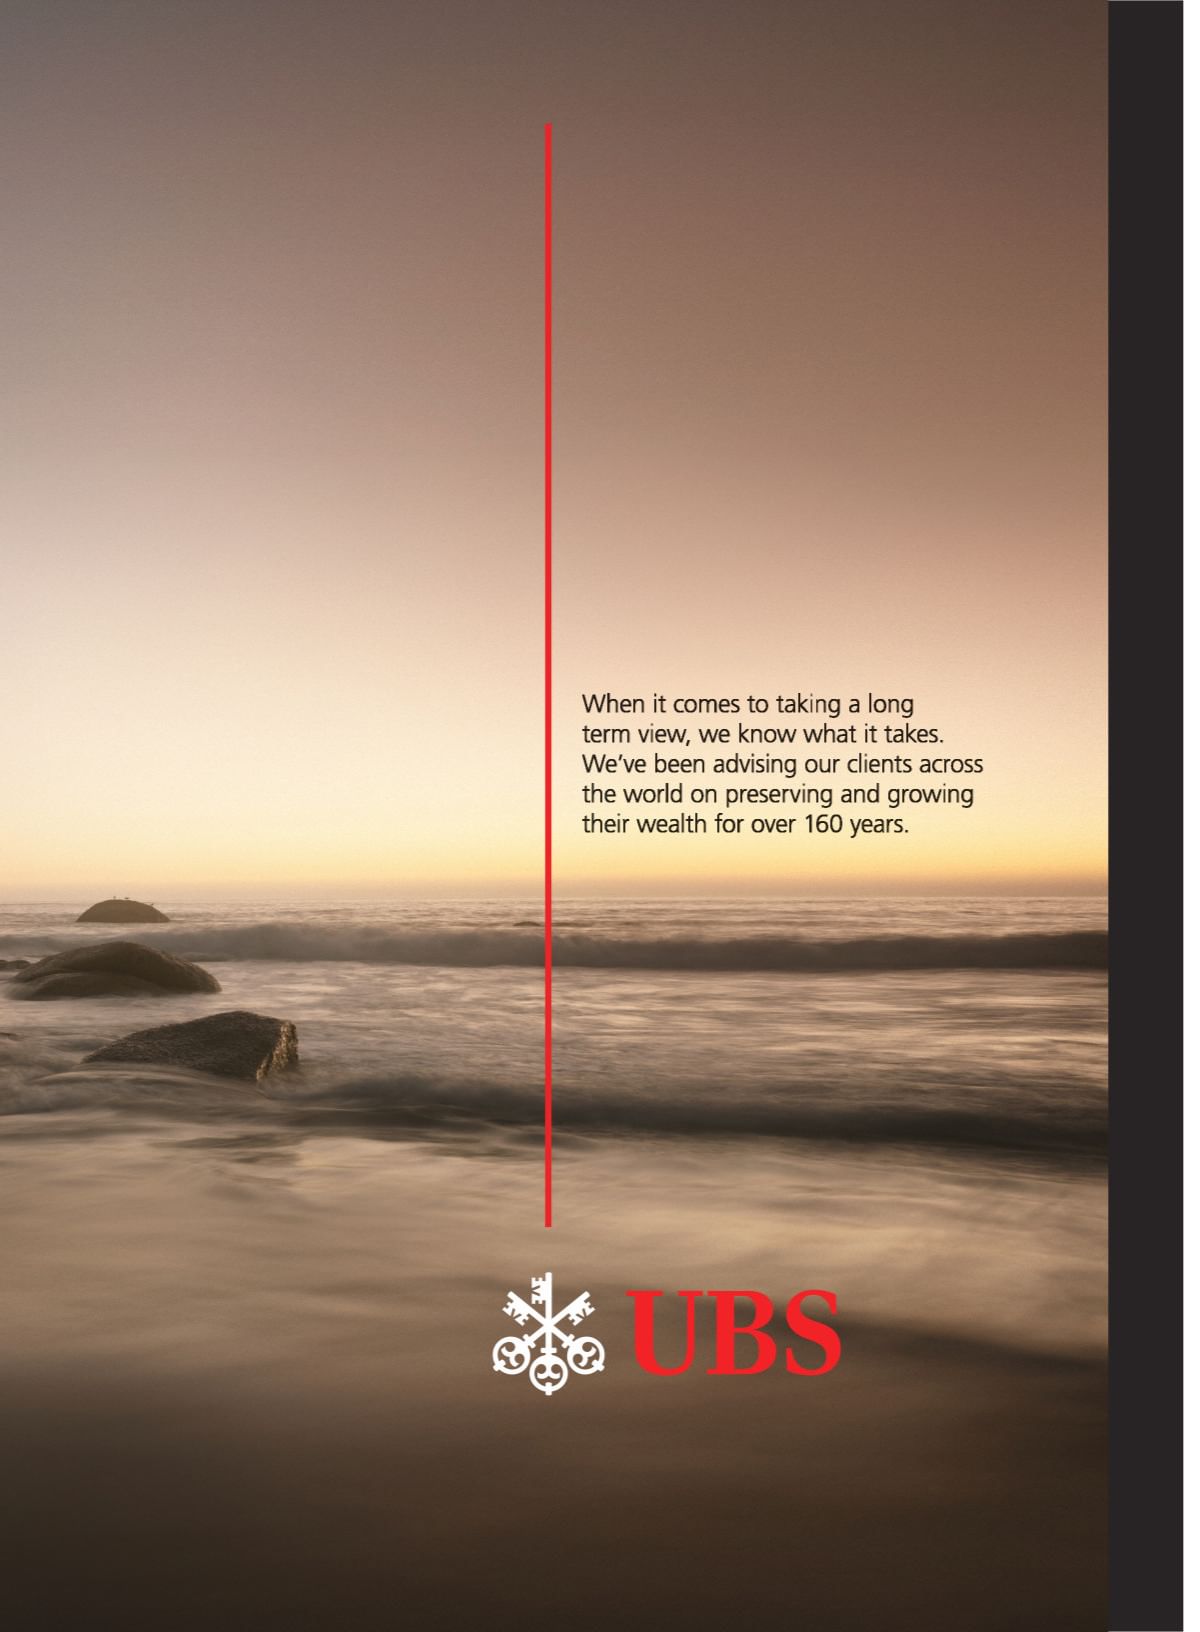 When it comes to taking a long
term view, we know what it takes.
We've been advising our clients across
the world on preserving and growing
their wealth for over 160 years.
UBS